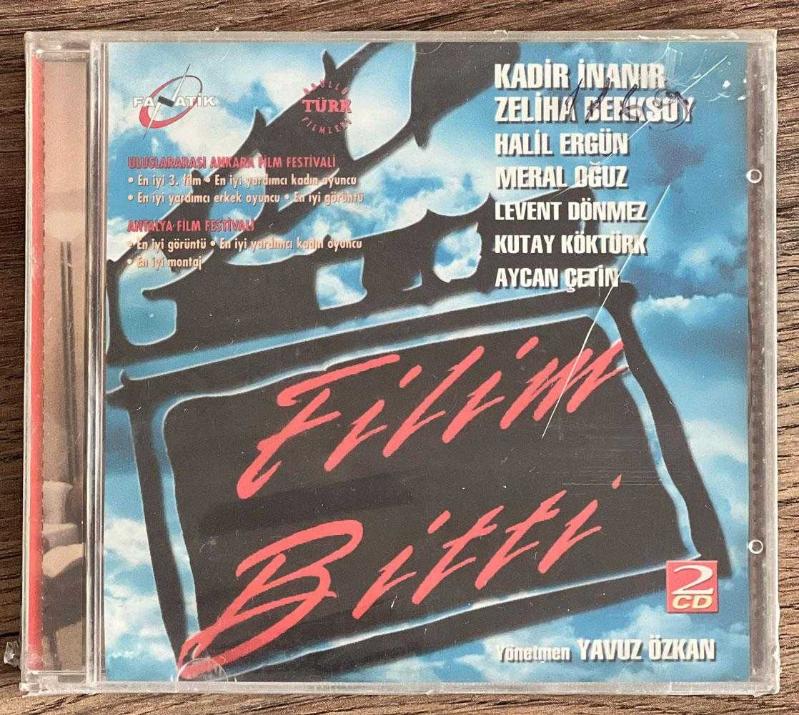 FANATİK
ÖDÜLLÜ
TÜRK
FİLMLERİ
ULUSLARARASI ANKARA FİLM FESTİVALİ
• En iyi 3. film • En iyi yardımcı kadın oyuncu
• En iyi yardımcı erkek oyuncu • En iyi görüntü
ANTALYA FİLM FESTİVALİ
• En iyi görüntü • En iyi yardımcı kadın oyuncu
• En iyi montaj
KADİR İNANIR
ZELİHA BERKSOY
HALİL ERGÜN
MERAL OĞUZ
LEVENT DÖNMEZ
KUTAY KÖKTÜRK
AYCAN ÇETİN
Filim
Bitti
2
CD
Yönetmen YAVUZ ÖZKAN